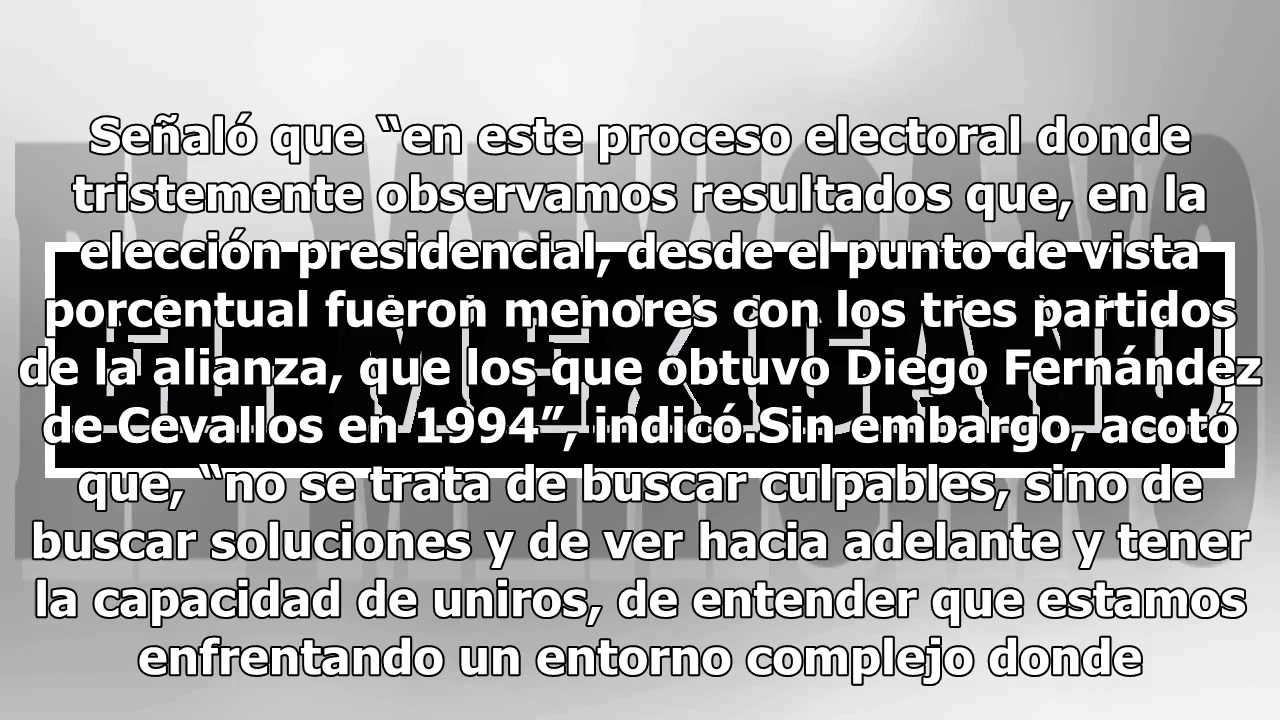 Señaló que “en este proceso electoral donde
tristemente observamos resultados que, en la
elección presidencial, desde el punto de vista
porcentual fueron menores con los tres partidos
de la alianza, que los que obtuvo Diego Fernández
de Cevallos en 1994”, indicó.Sin embargo, acotó
que, “no se trata de buscar culpables, sino de
buscar soluciones y de ver hacia adelante y tener
la capacidad de uniros, de entender que estamos
enfrentando un entorno complejo donde
EL MEXICANO